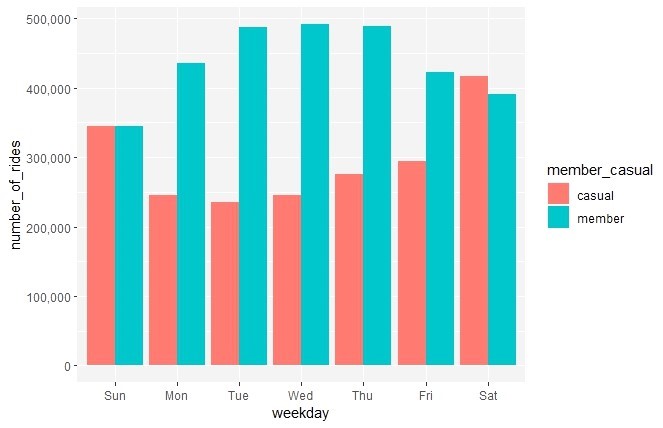 500,000
400,000
300,000
200,000
100,000
0
number_of_rides
Sun Mon Tue Wed Thu Fri Sat
weekday
member_casual
casual
member